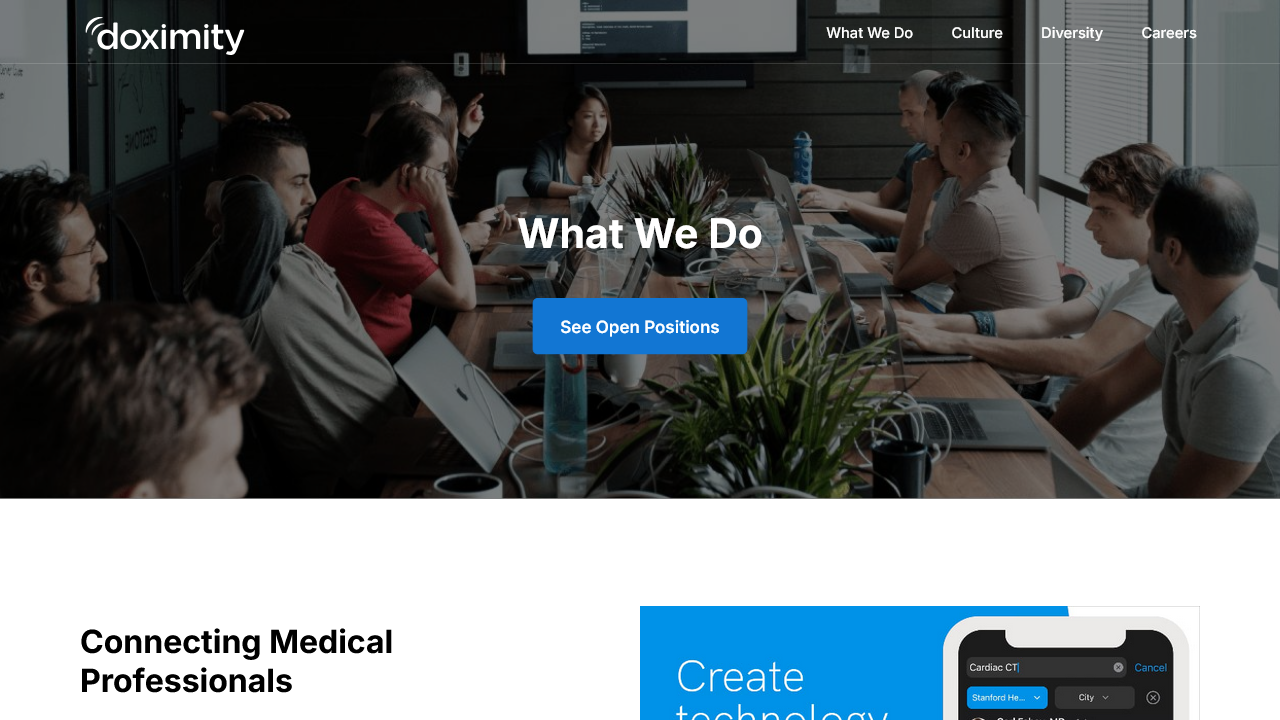 doximity
What We Do
Culture
Diversity
Careers
What We Do
See Open Positions
Connecting Medical
Professionals
Create
technology
Cardiac CT
Cancel
Stanford He...
City